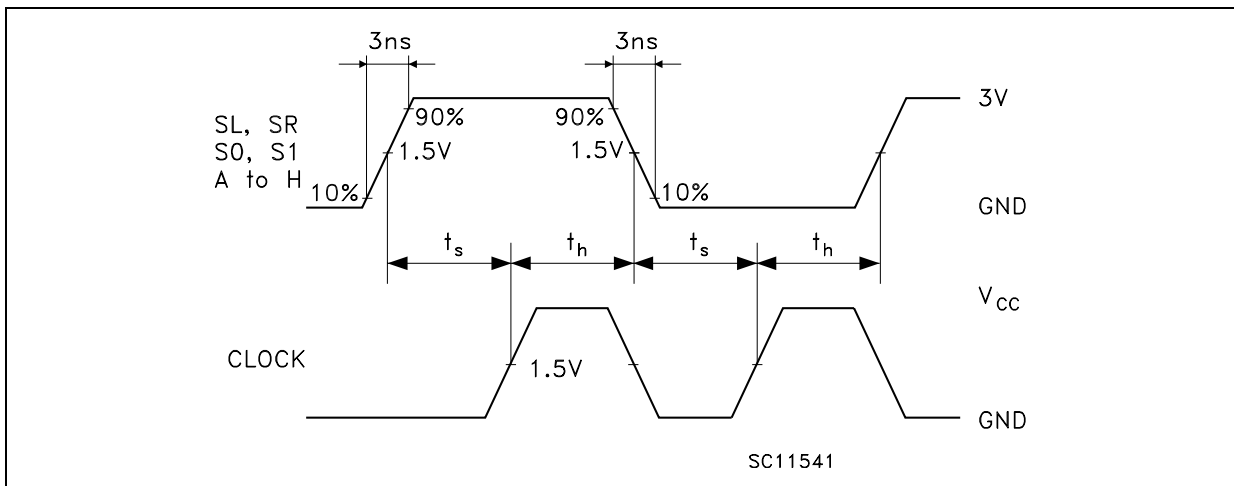 3ns 3ns
3V
90% 90%
SL, SR
S0, S1
A to H
1.5V 1.5V
10% 10%
GND
ts th ts th
VCC
CLOCK
1.5V
GND
SC11541